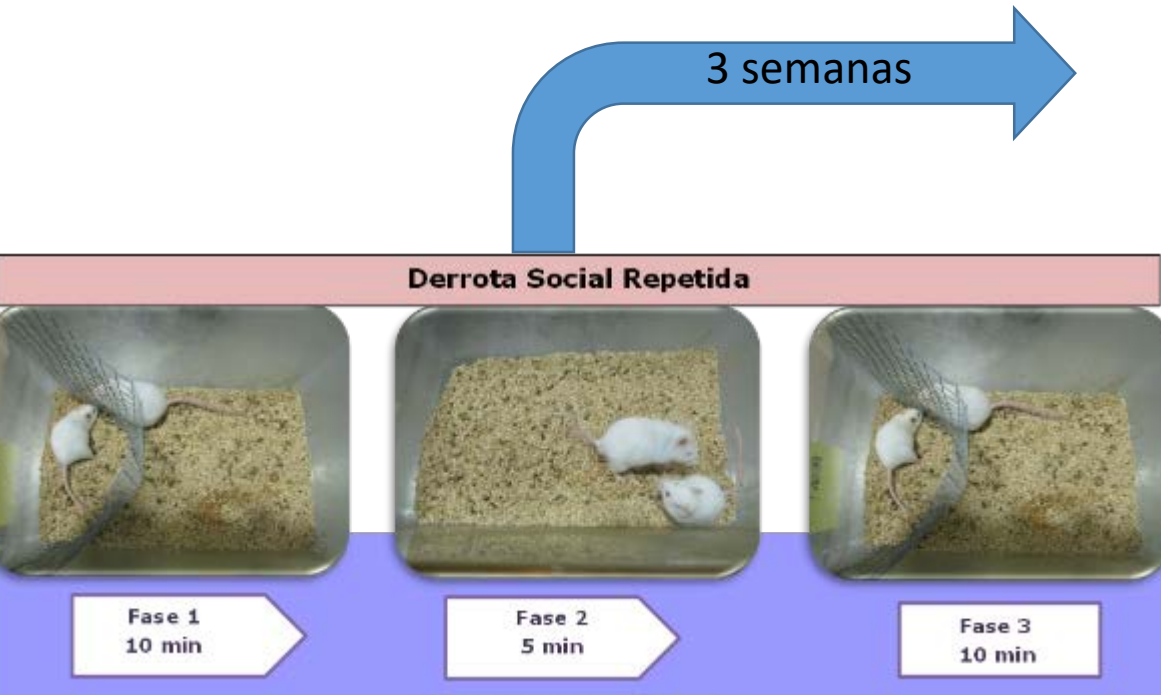 3 semanas
Derrota Social Repetida
Fase 1
10 min
Fase 2
5 min
Fase 3
10 min